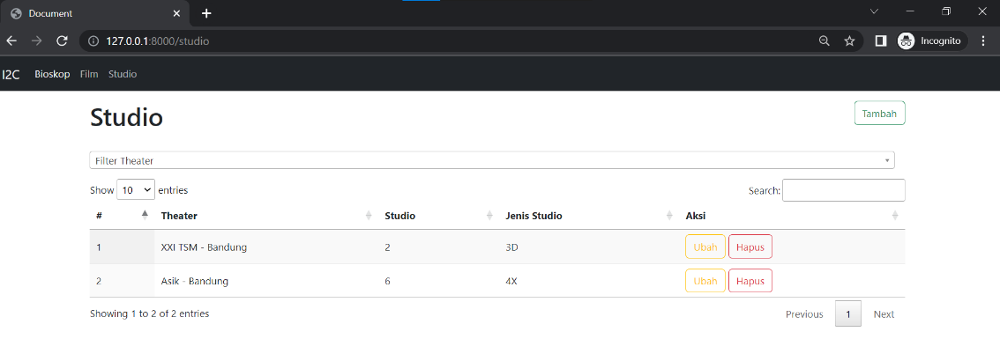 Document
127.0.0.1:8000/studio
Incognito
I2C Bioskop Film Studio
Studio
Tambah
Filter Theater
Show 10 entries
Search:
# Theater Studio Jenis Studio Aksi
1 XXI TSM - Bandung 2 3D Ubah Hapus
2 Asik - Bandung 6 4X Ubah Hapus
Showing 1 to 2 of 2 entries
Previous 1 Next